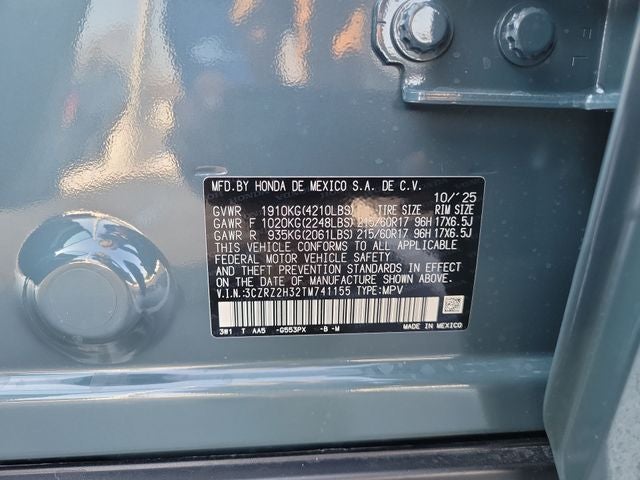 MFD.BY HONDA DE MEXICO S.A. DE C.V. 10/'25
GVWR 1910KG(4210LBS) TIRE SIZE RIM SIZE
GAWR F 1020KG(2248LBS) 215/60R17 96H 17X6.5J
GAWR R 935KG(2061LBS) 215/60R17 96H 17X6.5J
THIS VEHICLE CONFORMS TO ALL APPLICABLE
FEDERAL MOTOR VEHICLE SAFETY
AND THEFT PREVENTION STANDARDS IN EFFECT
ON THE DATE OF MANUFACTURE SHOWN ABOVE.
V.I.N.:3CZRZ2H32TM741155 TYPE:MPV
3W1 T AA5 -G553PX -B -M MADE IN MEXICO